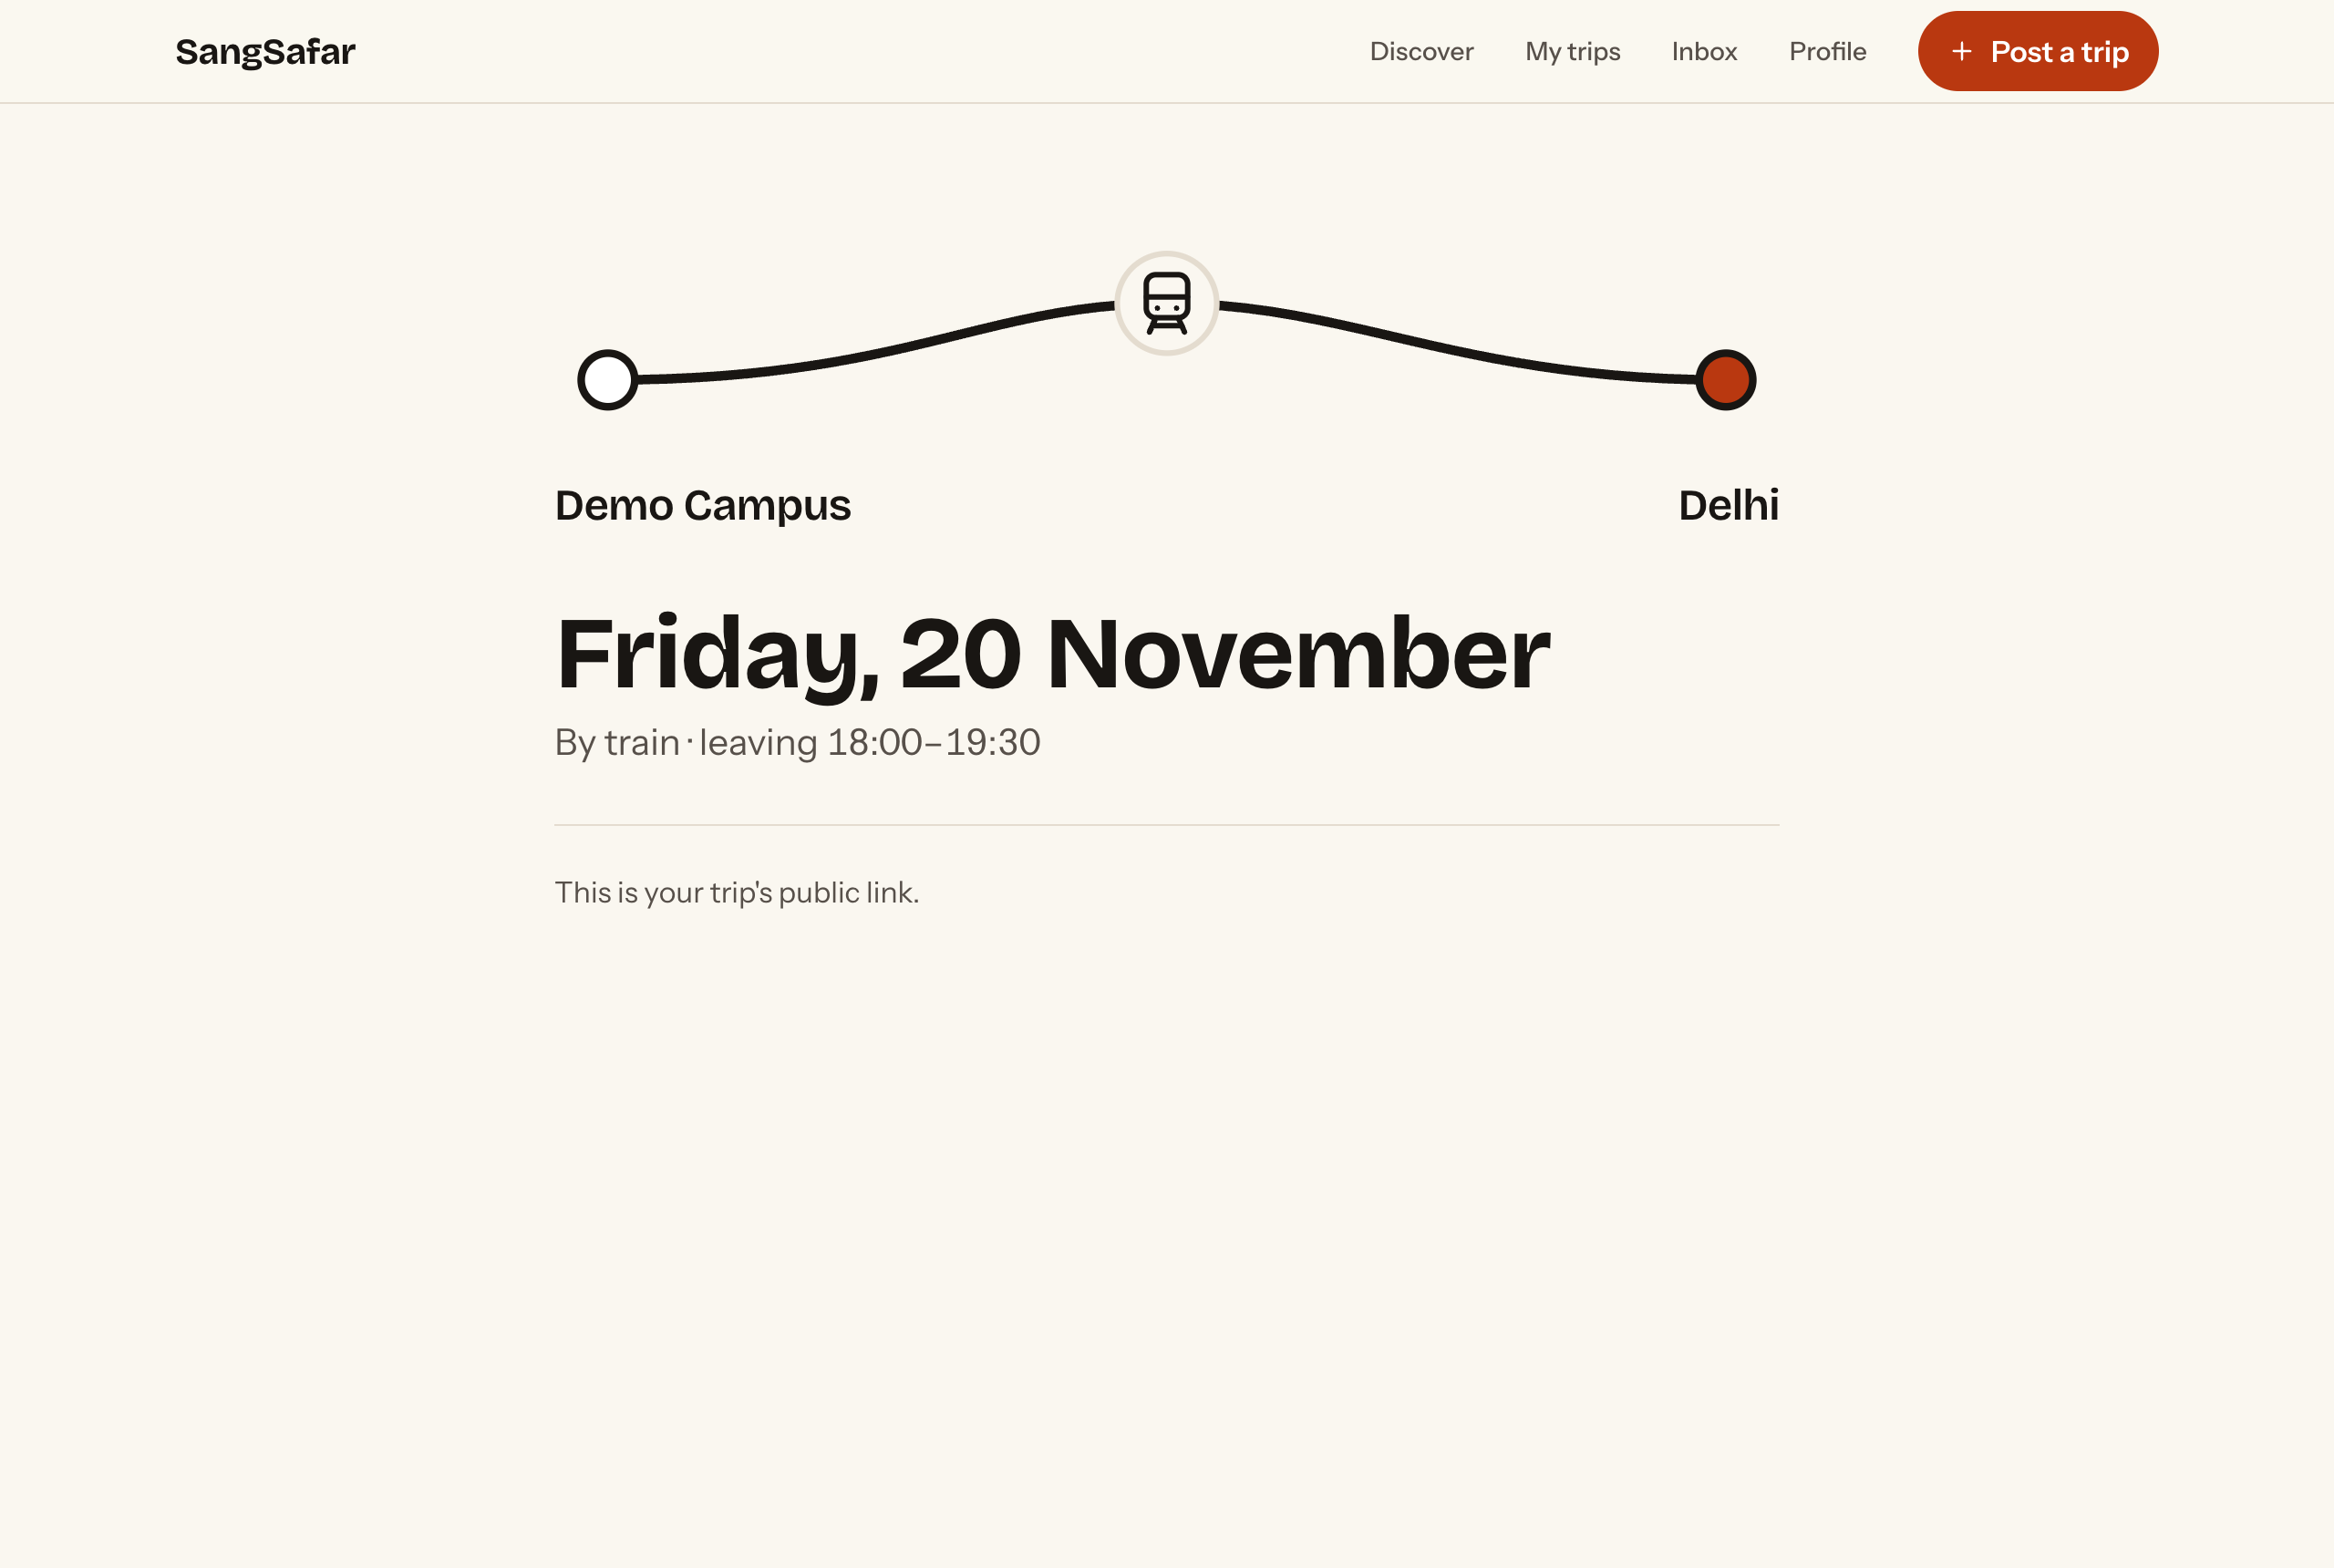 SangSafar
Discover
My trips
Inbox
Profile
+ Post a trip
Demo Campus
Delhi
Friday, 20 November
By train · leaving 18:00–19:30
This is your trip's public link.